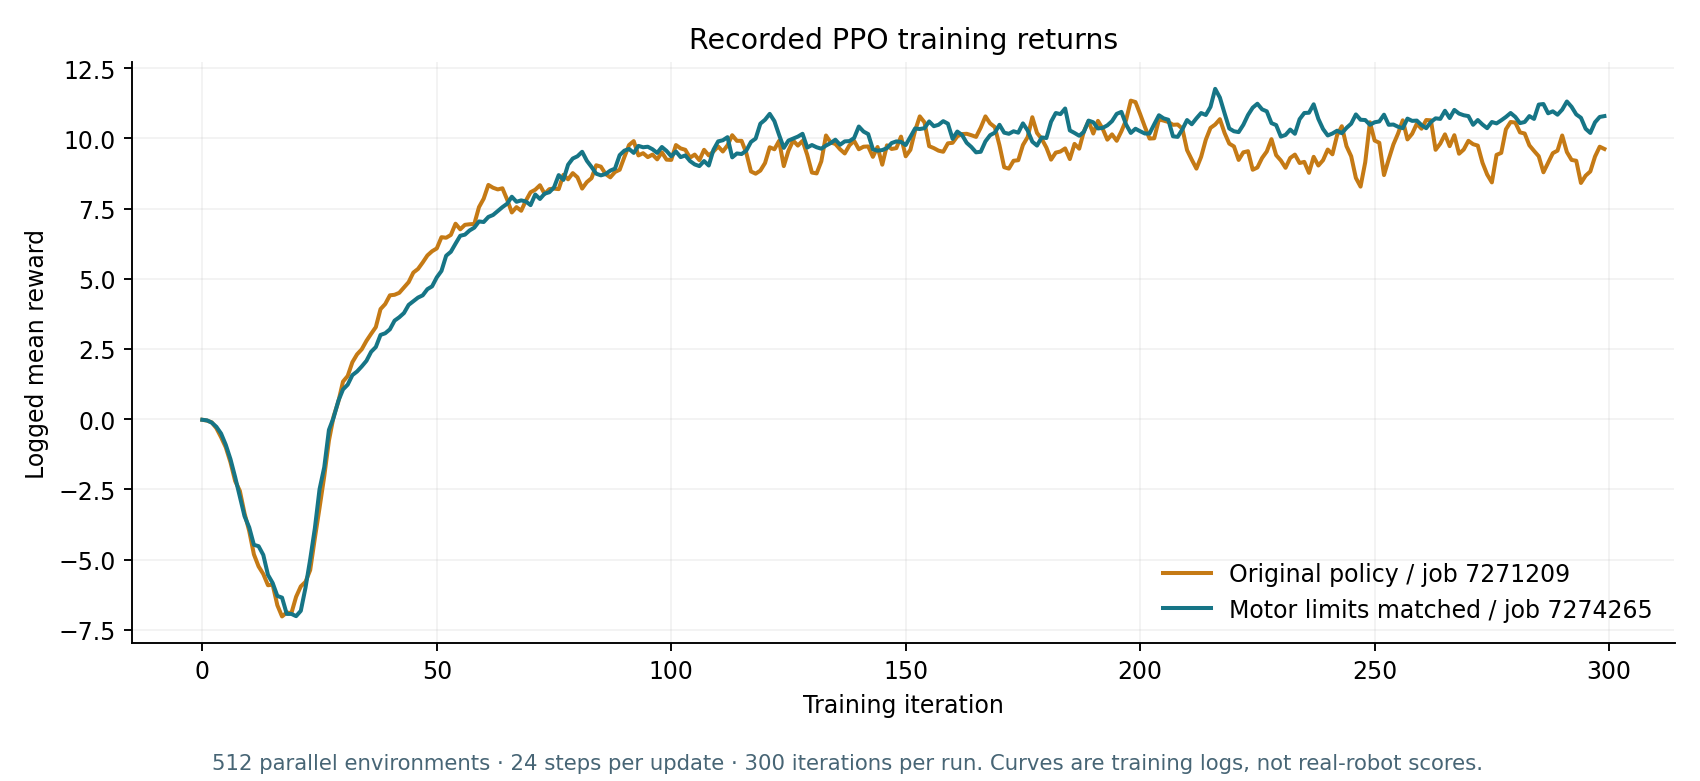 Recorded PPO training returns
12.5
10.0
7.5
5.0
2.5
0.0
−2.5
−5.0
−7.5
Logged mean reward
Original policy / job 7271209
Motor limits matched / job 7274265
0 50 100 150 200 250 300
Training iteration
512 parallel environments · 24 steps per update · 300 iterations per run. Curves are training logs, not real-robot scores.